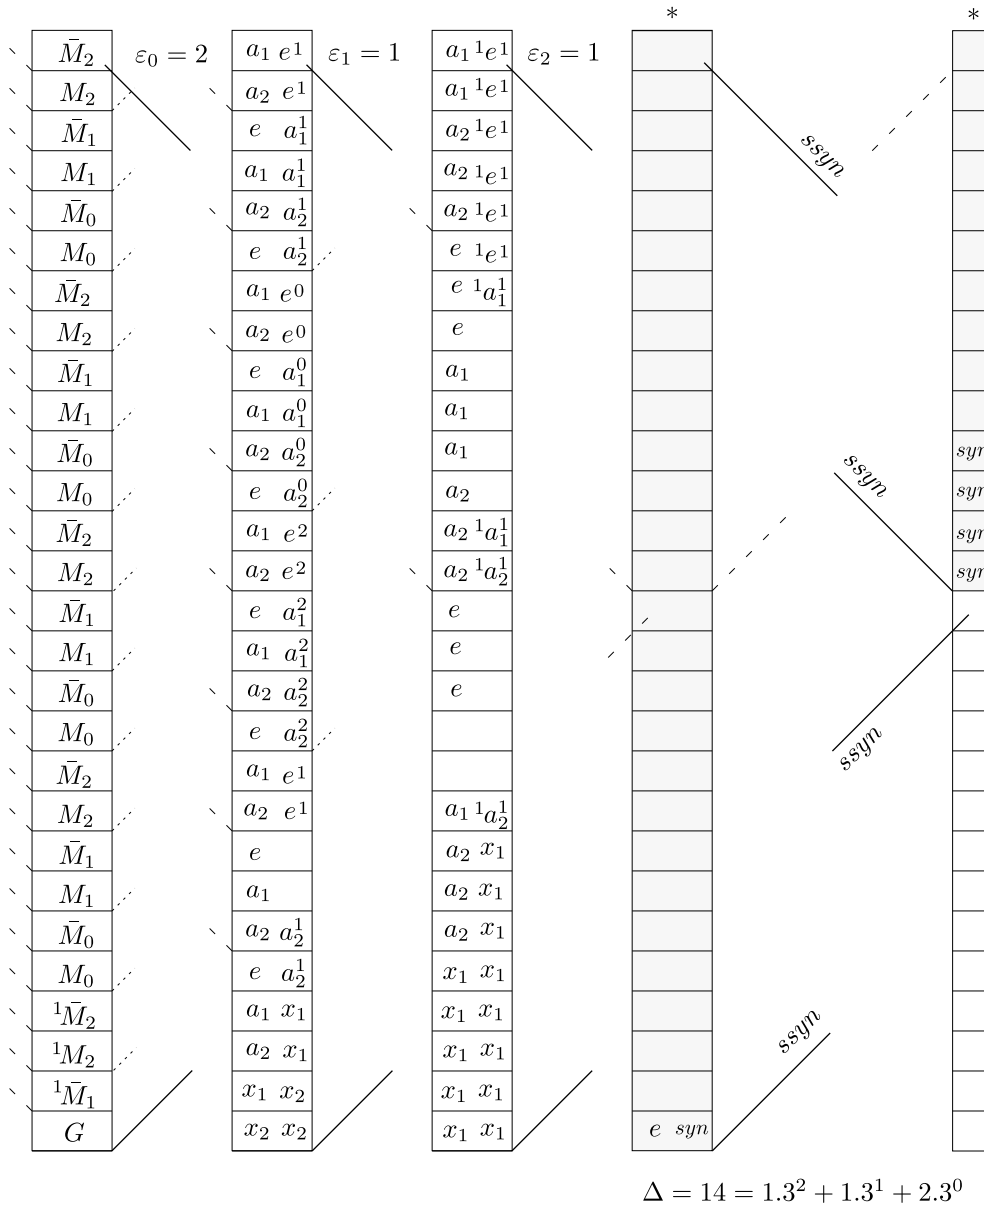 * *
M̄₂ ε₀ = 2 a₁ e¹ ε₁ = 1 a₁ ¹e¹ ε₂ = 1
M₂ a₂ e¹ a₁ ¹e¹
M̄₁ e a₁¹ a₂ ¹e¹ ssyn
M₁ a₁ a₁¹ a₂ ¹e¹
M̄₀ a₂ a₂¹ a₂ ¹e¹
M₀ e a₂¹ e ¹e¹
M̄₂ a₁ e⁰ e ¹a₁¹
M₂ a₂ e⁰ e
M̄₁ e a₁⁰ a₁
M₁ a₁ a₁⁰ a₁
M̄₀ a₂ a₂⁰ a₁ ssyn syn
M₀ e a₂⁰ a₂ syn
M̄₂ a₁ e² a₂ ¹a₁¹ syn
M₂ a₂ e² a₂ ¹a₂¹ syn
M̄₁ e a₁² e
M₁ a₁ a₁² e
M̄₀ a₂ a₂² e
M₀ e a₂² ssyn
M̄₂ a₁ e¹
M₂ a₂ e¹ a₁ ¹a₂¹
M̄₁ e a₂ x₁
M₁ a₁ a₂ x₁
M̄₀ a₂ a₂¹ a₂ x₁
M₀ e a₂¹ x₁ x₁
¹M̄₂ a₁ x₁ x₁ x₁ ssyn
¹M₂ a₂ x₁ x₁ x₁
¹M̄₁ x₁ x₂ x₁ x₁
G x₂ x₂ x₁ x₁ e syn
Δ = 14 = 1.3² + 1.3¹ + 2.3⁰